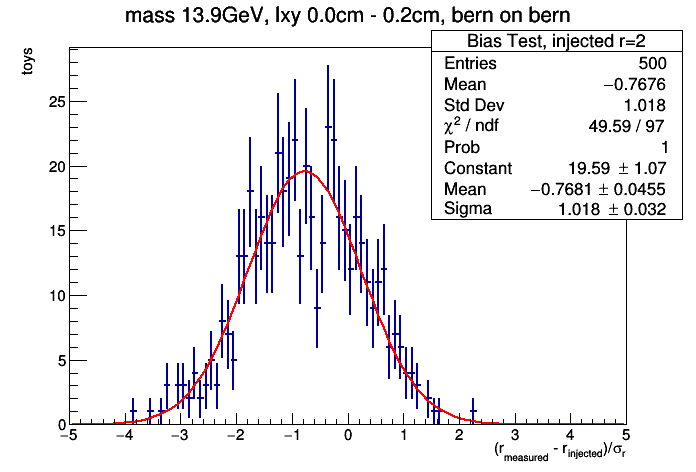 mass 13.9GeV, lxy 0.0cm - 0.2cm, bern on bern
toys
Bias Test, injected r=2
Entries 500
Mean −0.7676
Std Dev 1.018
χ² / ndf 49.59 / 97
Prob 1
Constant 19.59 ± 1.07
Mean −0.7681 ± 0.0455
Sigma 1.018 ± 0.032
25
20
15
10
5
0
−5 −4 −3 −2 −1 0 1 2 3 4 5
(r_measured - r_injected)/σ_r